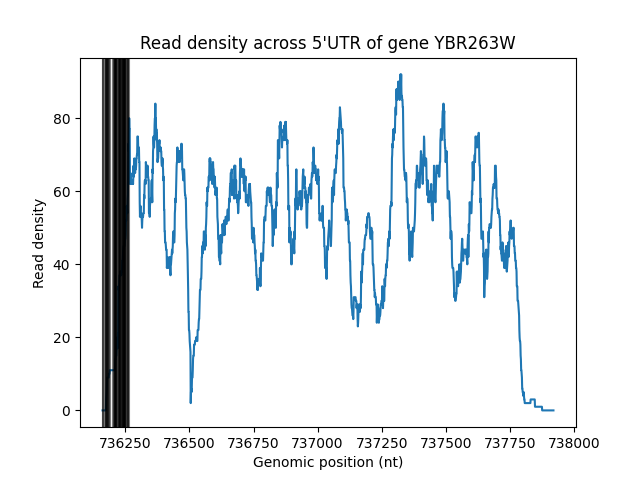 Read density across 5'UTR of gene YBR263W
Read density
80
60
40
20
0
736250 736500 736750 737000 737250 737500 737750 738000
Genomic position (nt)